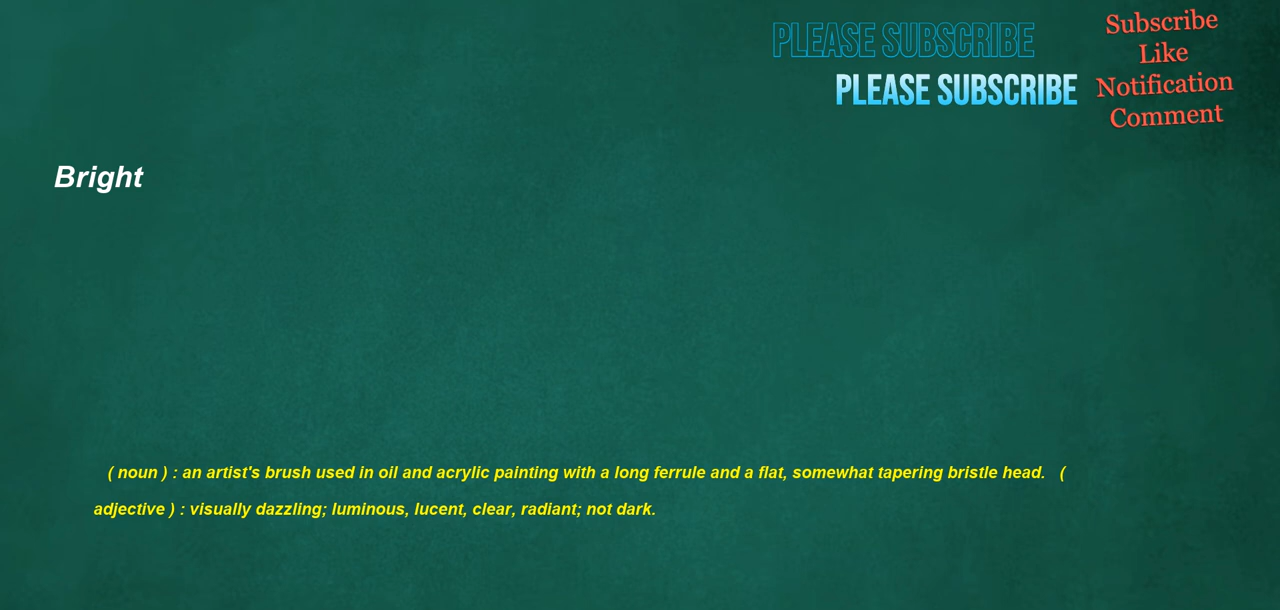 PLEASE SUBSCRIBE
PLEASE SUBSCRIBE
Subscribe
Like
Notification
Comment
Bright
( noun ) : an artist's brush used in oil and acrylic painting with a long ferrule and a flat, somewhat tapering bristle head. (
adjective ) : visually dazzling; luminous, lucent, clear, radiant; not dark.